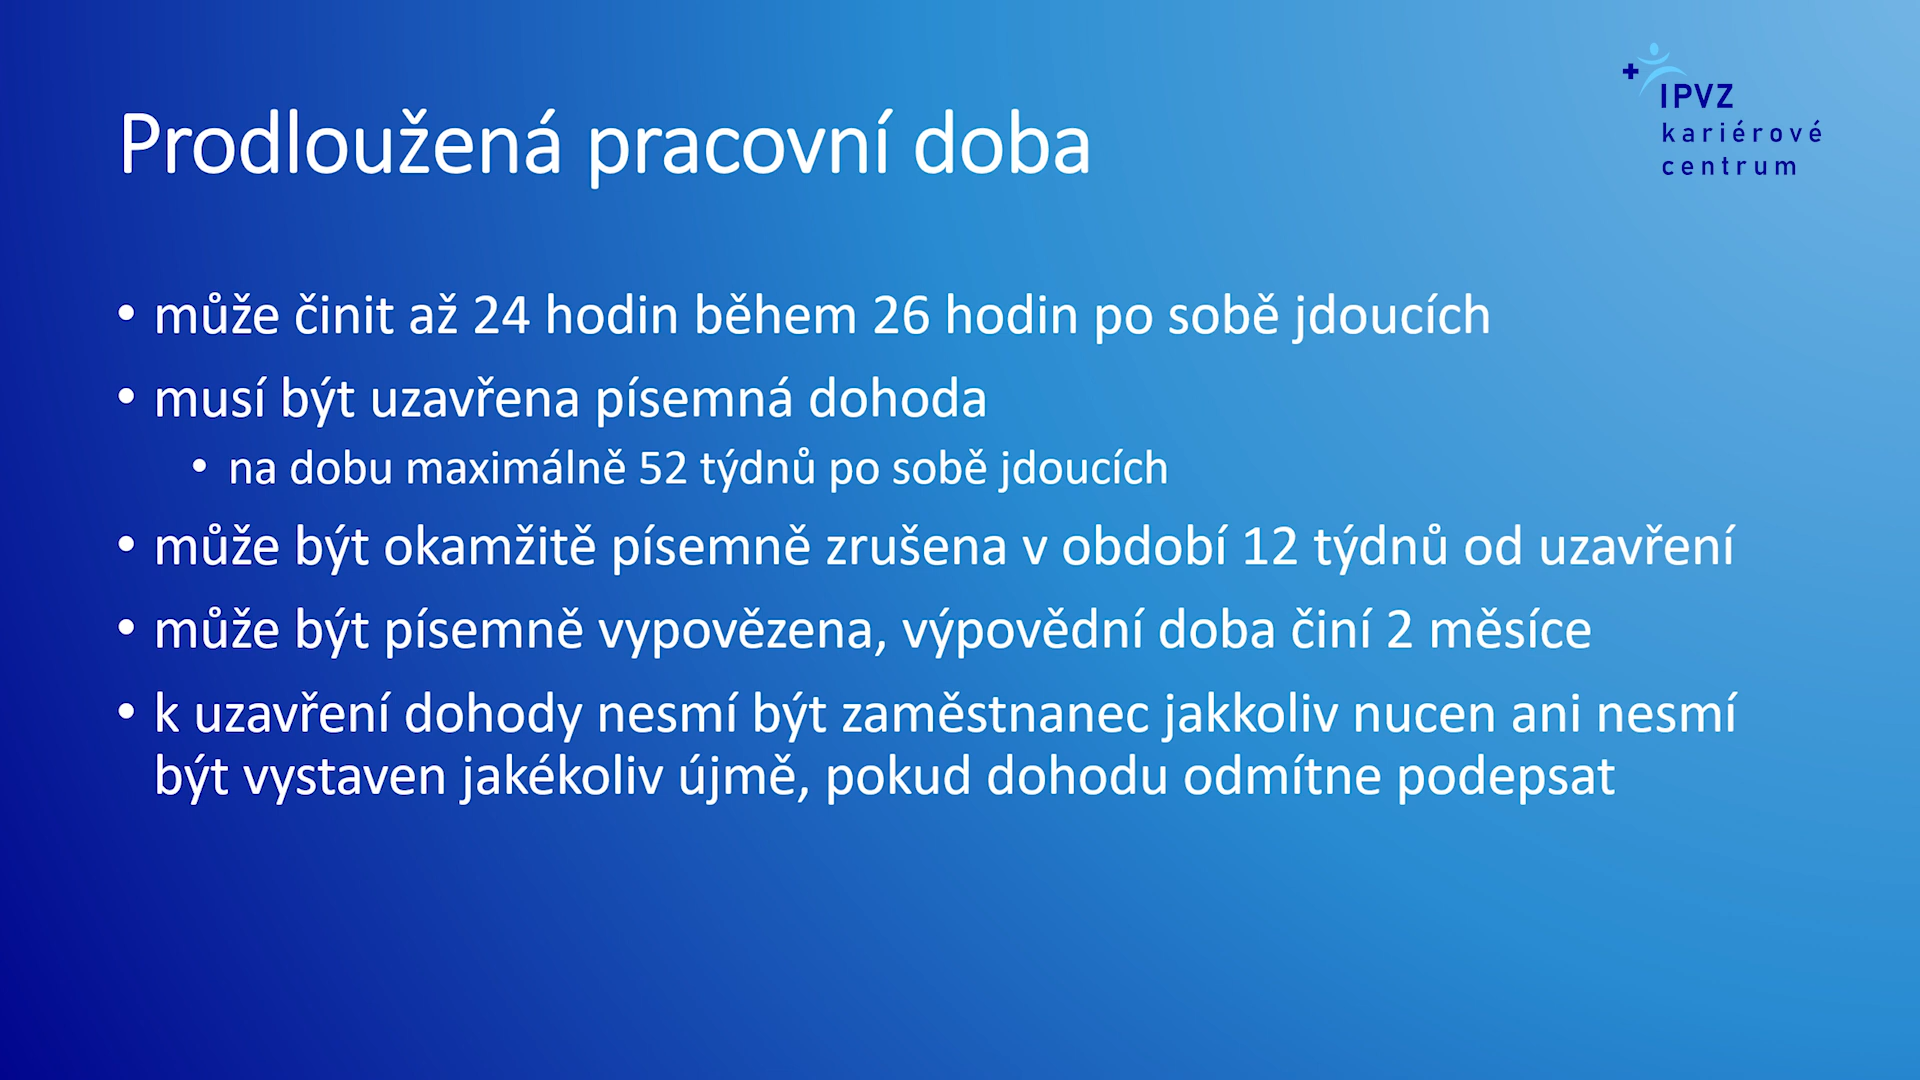 IPVZ
kariérové
centrum
Prodloužená pracovní doba
• může činit až 24 hodin během 26 hodin po sobě jdoucích
• musí být uzavřena písemná dohoda
• na dobu maximálně 52 týdnů po sobě jdoucích
• může být okamžitě písemně zrušena v období 12 týdnů od uzavření
• může být písemně vypovězena, výpovědní doba činí 2 měsíce
• k uzavření dohody nesmí být zaměstnanec jakkoliv nucen ani nesmí
být vystaven jakékoliv újmě, pokud dohodu odmítne podepsat